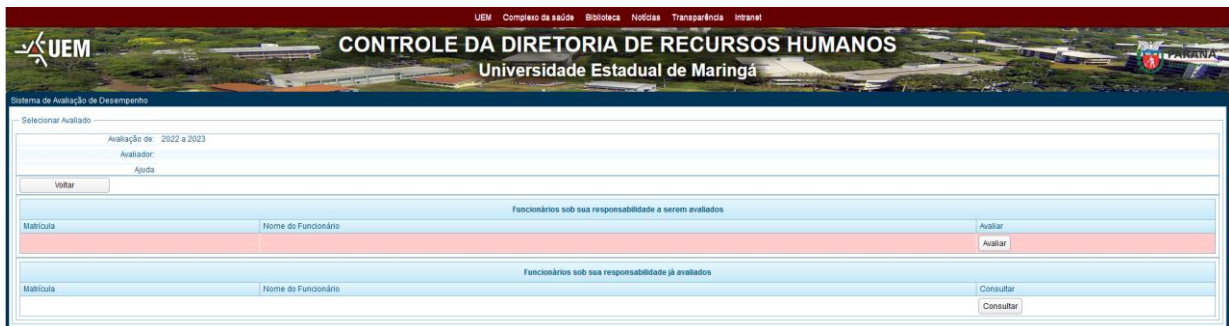 UEM Complexo da saúde Biblioteca Notícias Transparência Intranet
UEM
CONTROLE DA DIRETORIA DE RECURSOS HUMANOS
Universidade Estadual de Maringá
PARANÁ
Sistema de Avaliação de Desempenho
Selecionar Avaliado
Avaliação de: 2022 a 2023
Avaliador:
Ajuda
Voltar
Funcionários sob sua responsabilidade a serem avaliados
Matrícula Nome do Funcionário Avaliar
Avaliar
Funcionários sob sua responsabilidade já avaliados
Matrícula Nome do Funcionário Consultar
Consultar